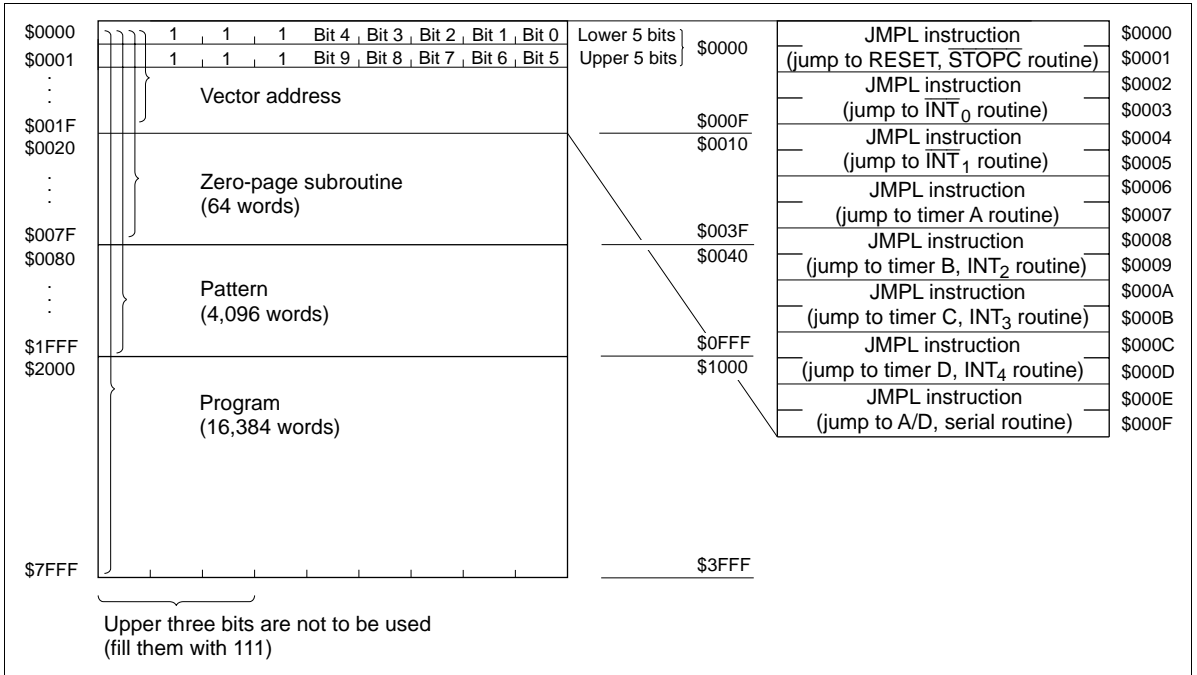 $0000 1 1 1 Bit 4 Bit 3 Bit 2 Bit 1 Bit 0 Lower 5 bits
$0001 1 1 1 Bit 9 Bit 8 Bit 7 Bit 6 Bit 5 Upper 5 bits
$0000
Vector address
$001F $000F
$0020 $0010
Zero-page subroutine
(64 words)
$007F $003F
$0080 $0040
Pattern
(4,096 words)
$1FFF $0FFF
$2000 $1000
Program
(16,384 words)
$7FFF $3FFF
Upper three bits are not to be used
(fill them with 111)
JMPL instruction $0000
(jump to RESET, STOPC routine) $0001
JMPL instruction $0002
(jump to INT0 routine) $0003
JMPL instruction $0004
(jump to INT1 routine) $0005
JMPL instruction $0006
(jump to timer A routine) $0007
JMPL instruction $0008
(jump to timer B, INT2 routine) $0009
JMPL instruction $000A
(jump to timer C, INT3 routine) $000B
JMPL instruction $000C
(jump to timer D, INT4 routine) $000D
JMPL instruction $000E
(jump to A/D, serial routine) $000F